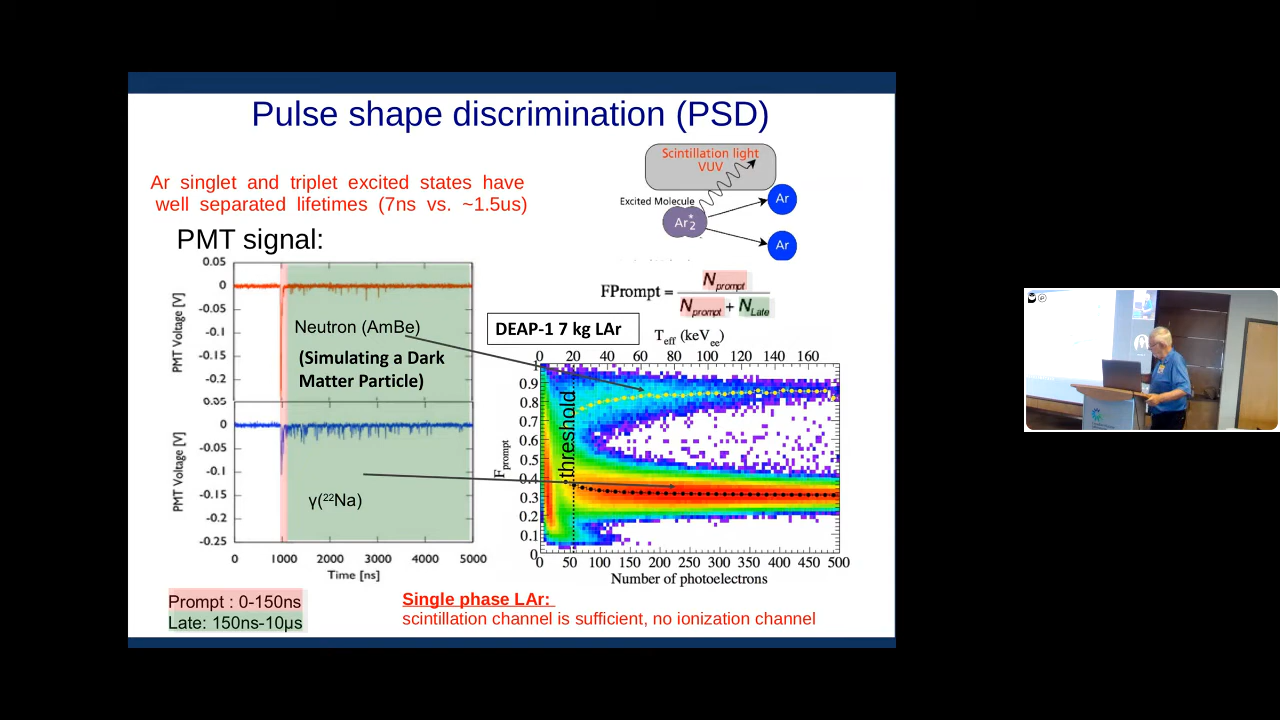 Pulse shape discrimination (PSD)
Scintillation light
VUV
Ar singlet and triplet excited states have
well separated lifetimes (7ns vs. ~1.5us)
Excited Molecule
Ar2*
Ar
Ar
PMT signal:
FPrompt = Nprompt / Nprompt + NLate
0.05
0
-0.05
-0.1
-0.15
-0.2
PMT Voltage [V]
Neutron (AmBe)
(Simulating a Dark
Matter Particle)
0.05
0
-0.05
-0.1
-0.15
-0.2
-0.25
PMT Voltage [V]
γ(22Na)
0 1000 2000 3000 4000 5000
Time [ns]
DEAP-1 7 kg LAr
Teff (keVee)
0 20 40 60 80 100 120 140 160
1
0.9
0.8
0.7
0.6
0.5
0.4
0.3
0.2
0.1
0
Fprompt
threshold
0 50 100 150 200 250 300 350 400 450 500
Number of photoelectrons
Prompt : 0-150ns
Late: 150ns-10μs
Single phase LAr:
scintillation channel is sufficient, no ionization channel